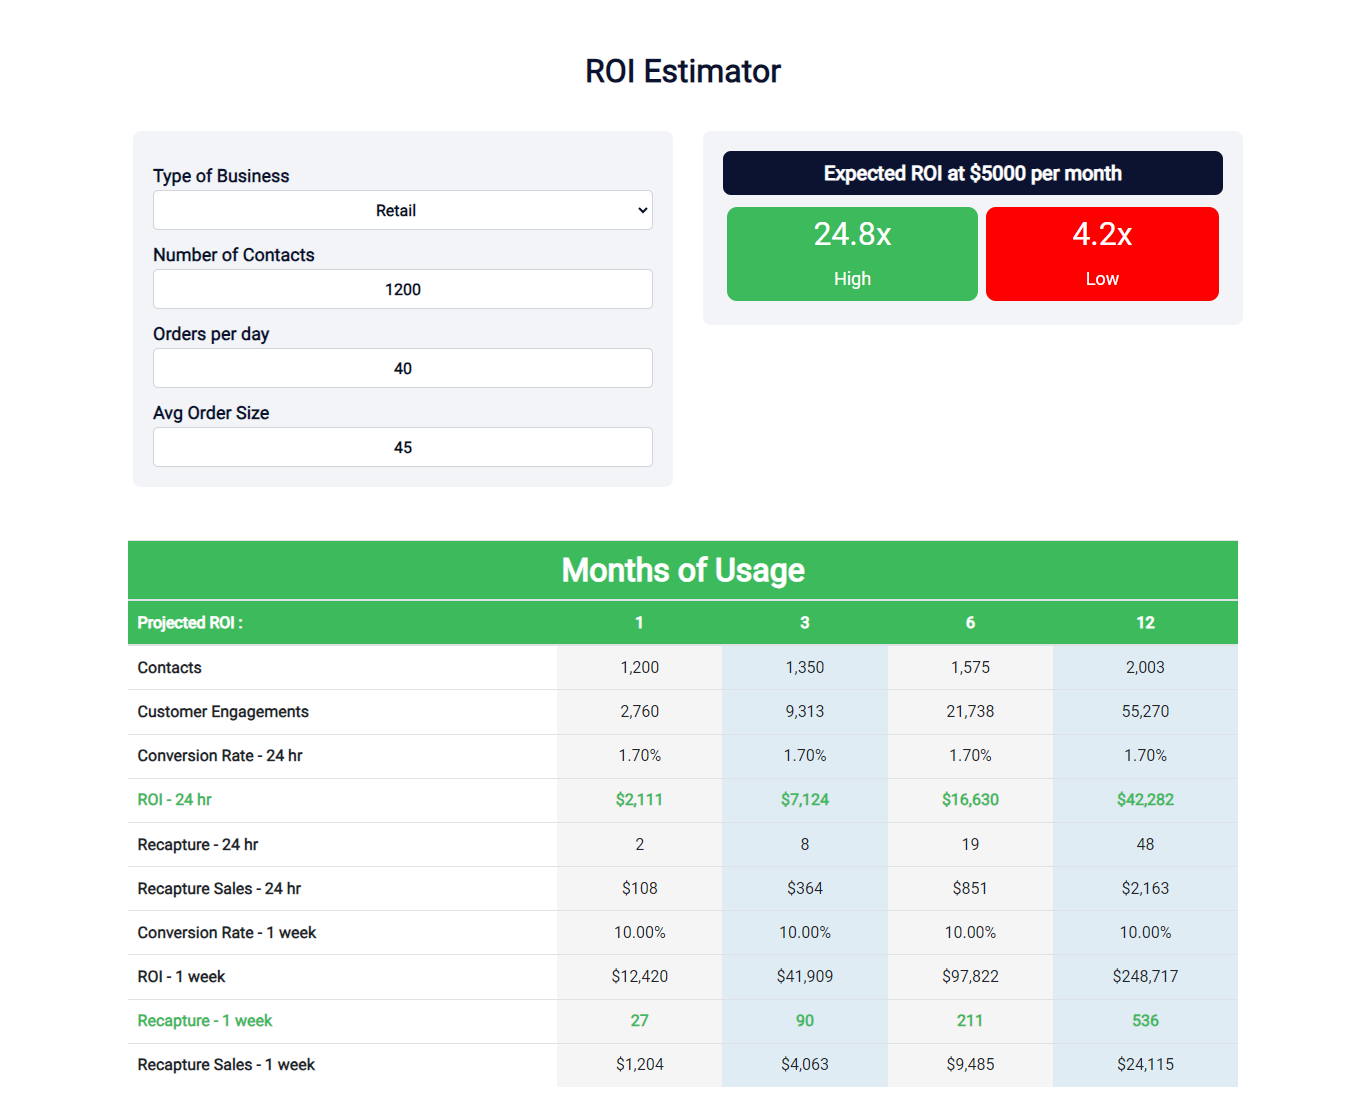 ROI Estimator
Type of Business
Retail
Number of Contacts
1200
Orders per day
40
Avg Order Size
45
Expected ROI at $5000 per month
24.8x
High
4.2x
Low
Months of Usage
Projected ROI : 1 3 6 12
Contacts 1,200 1,350 1,575 2,003
Customer Engagements 2,760 9,313 21,738 55,270
Conversion Rate - 24 hr 1.70% 1.70% 1.70% 1.70%
ROI - 24 hr $2,111 $7,124 $16,630 $42,282
Recapture - 24 hr 2 8 19 48
Recapture Sales - 24 hr $108 $364 $851 $2,163
Conversion Rate - 1 week 10.00% 10.00% 10.00% 10.00%
ROI - 1 week $12,420 $41,909 $97,822 $248,717
Recapture - 1 week 27 90 211 536
Recapture Sales - 1 week $1,204 $4,063 $9,485 $24,115